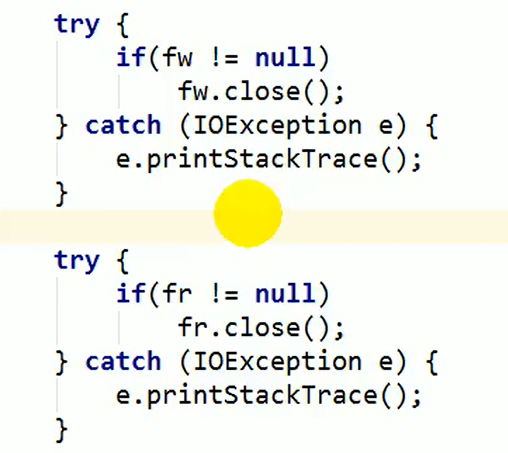 try {
if(fw != null)
fw.close();
} catch (IOException e) {
e.printStackTrace();
}
try {
if(fr != null)
fr.close();
} catch (IOException e) {
e.printStackTrace();
}